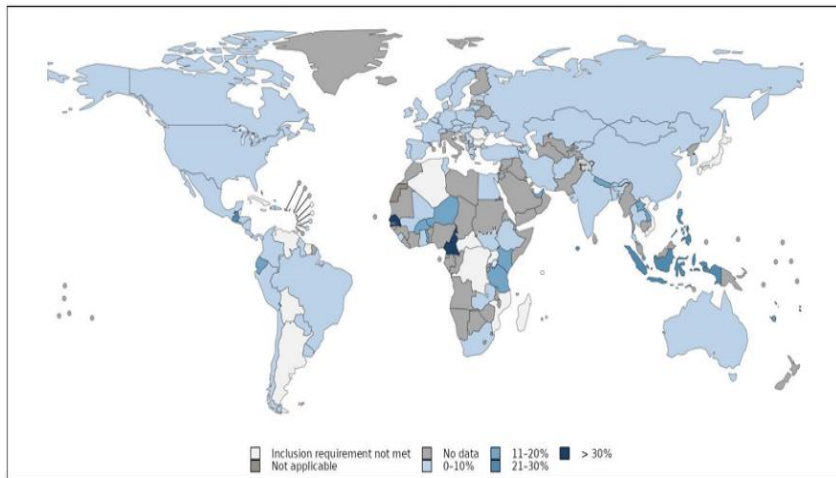 Inclusion requirement not met No data 11–20% > 30%
Not applicable 0–10% 21–30%